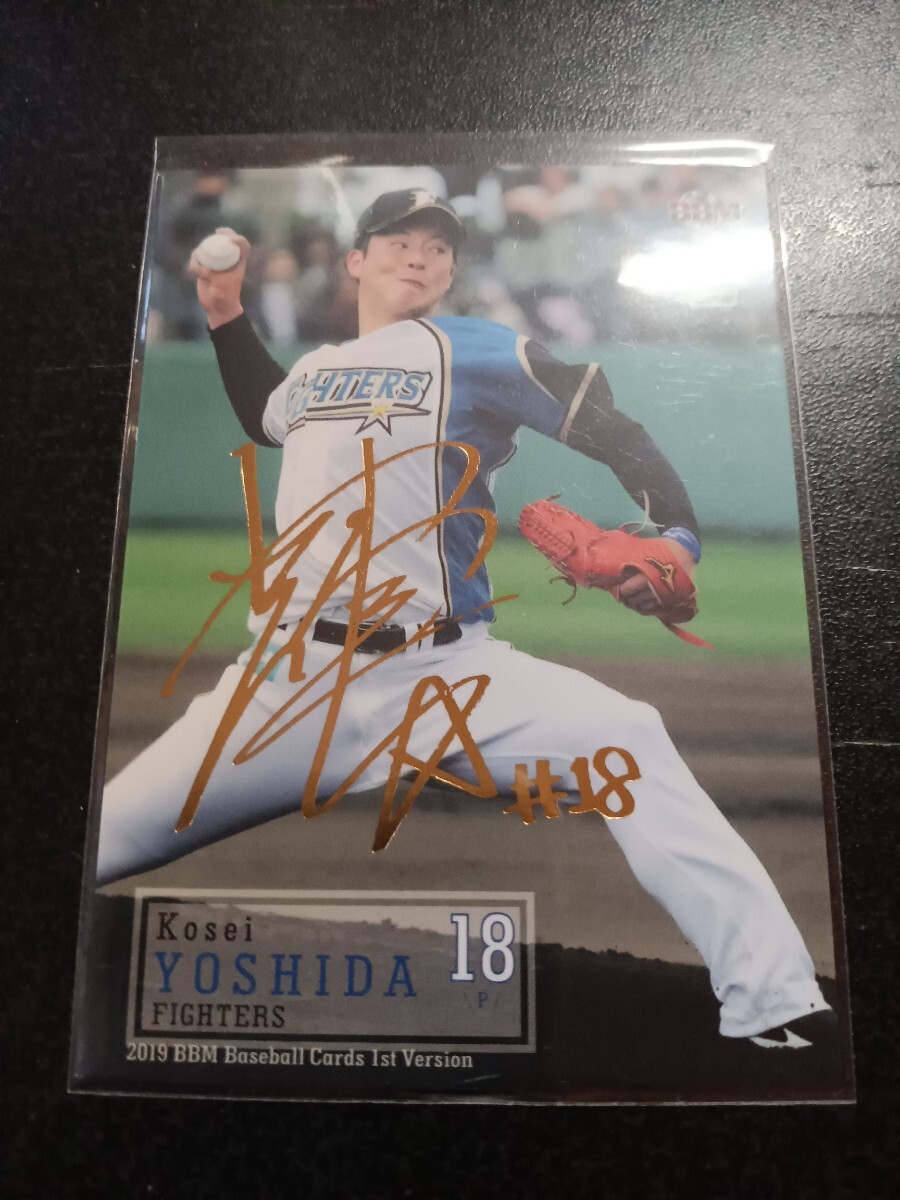 BBM
FIGHTERS
#18
Kosei
YOSHIDA
18
P
FIGHTERS
2019 BBM Baseball Cards 1st Version